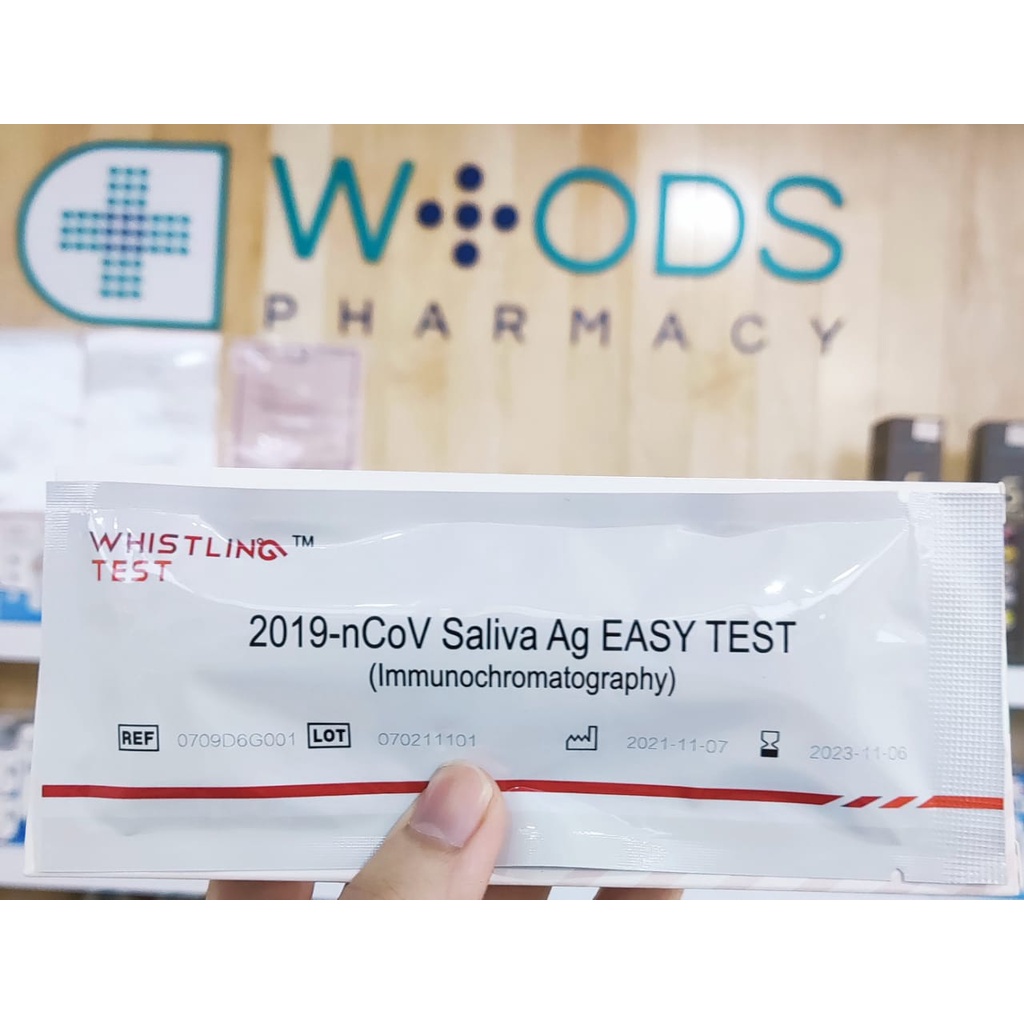 WOODS
PHARMACY
WHISTLING™
TEST
2019-nCoV Saliva Ag EASY TEST
(Immunochromatography)
REF 0709D6G001 LOT 070211101 2021-11-07 2023-11-06